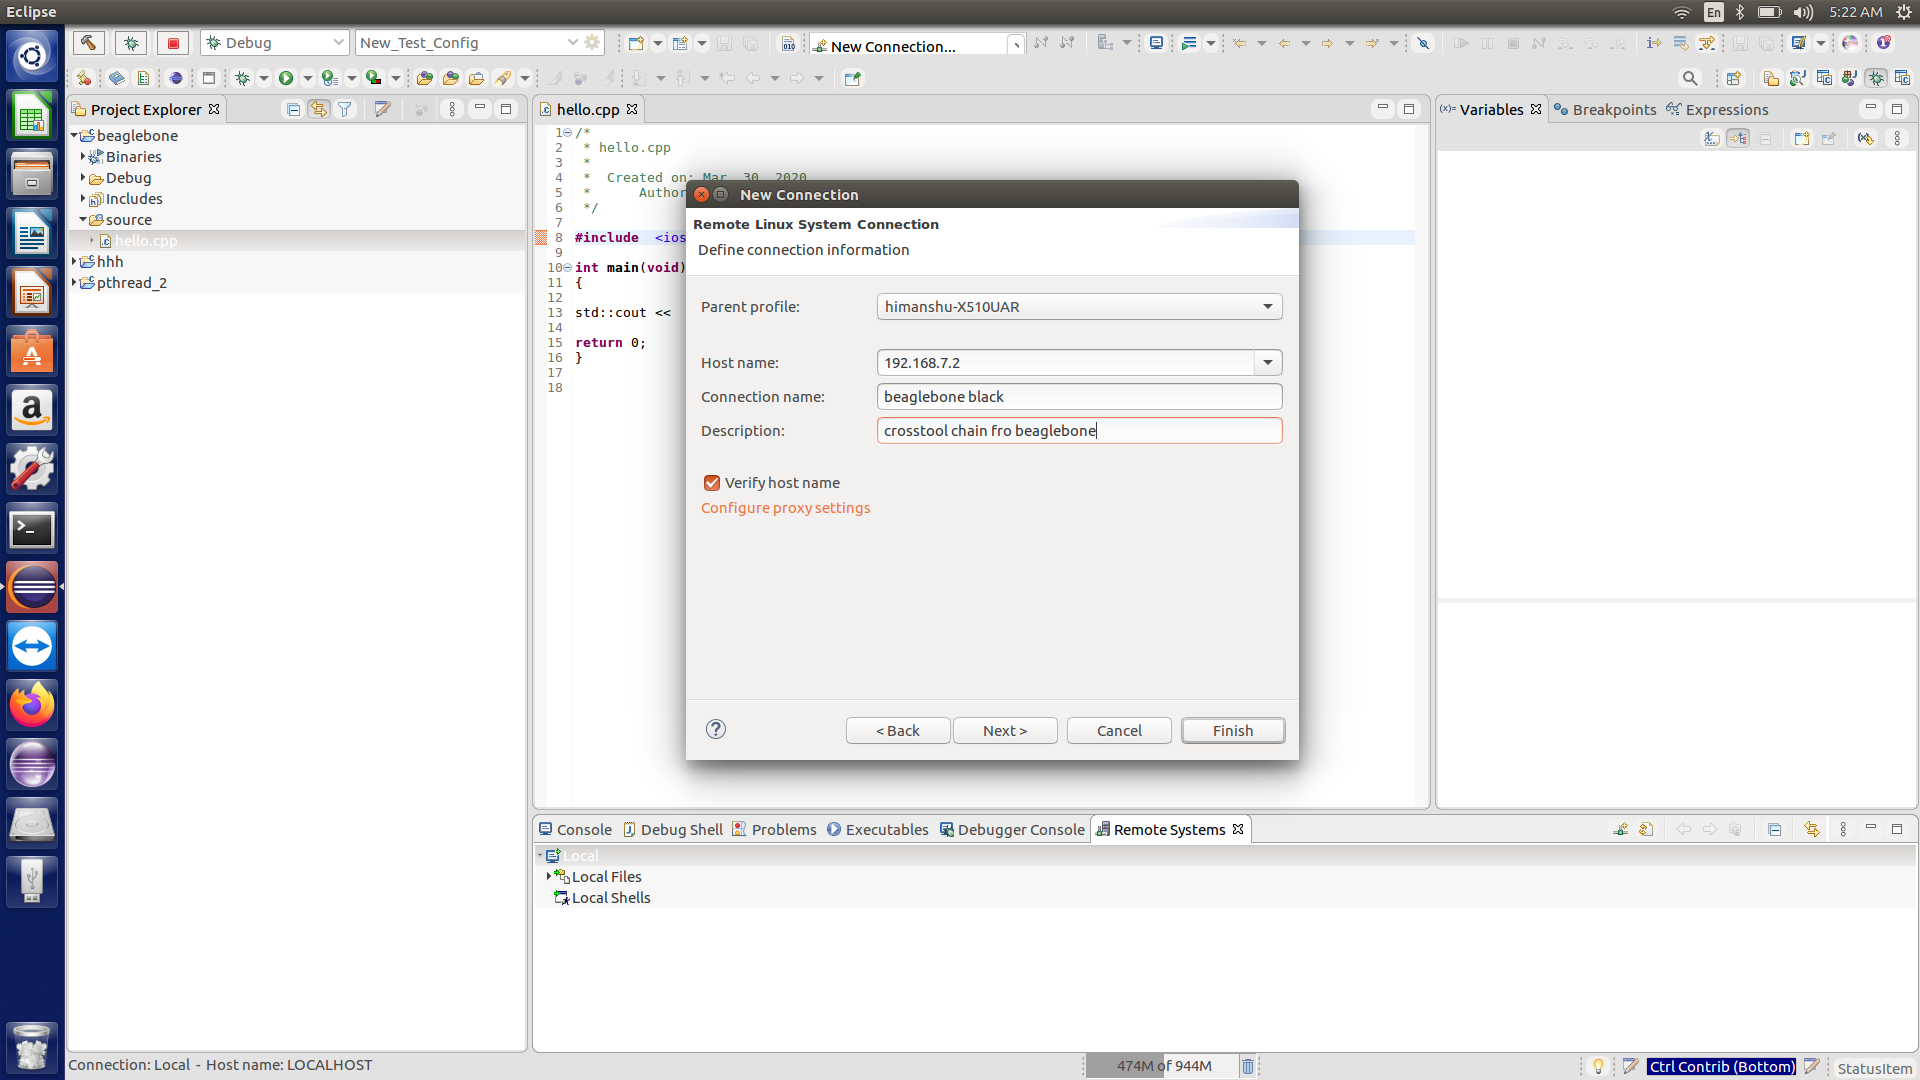 Eclipse
En
5:22 AM
Debug
New_Test_Config
New Connection...
Project Explorer
hello.cpp
Variables
Breakpoints
Expressions
beaglebone
Binaries
Debug
Includes
source
hello.cpp
hhh
pthread_2
1 /*
2  * hello.cpp
3  *
4  *  Created on: Mar  30, 2020
5  *      Author
6  */
7
8 #include  <ios
9
10 int main(void)
11 {
12
13 std::cout <<
14
15 return 0;
16 }
17
18
New Connection
Remote Linux System Connection
Define connection information
Parent profile: himanshu-X510UAR
Host name: 192.168.7.2
Connection name: beaglebone black
Description: crosstool chain fro beaglebone
Verify host name
Configure proxy settings
< Back
Next >
Cancel
Finish
Console
Debug Shell
Problems
Executables
Debugger Console
Remote Systems
Local
Local Files
Local Shells
Connection: Local - Host name: LOCALHOST
474M of 944M
Ctrl Contrib (Bottom)
StatusItem